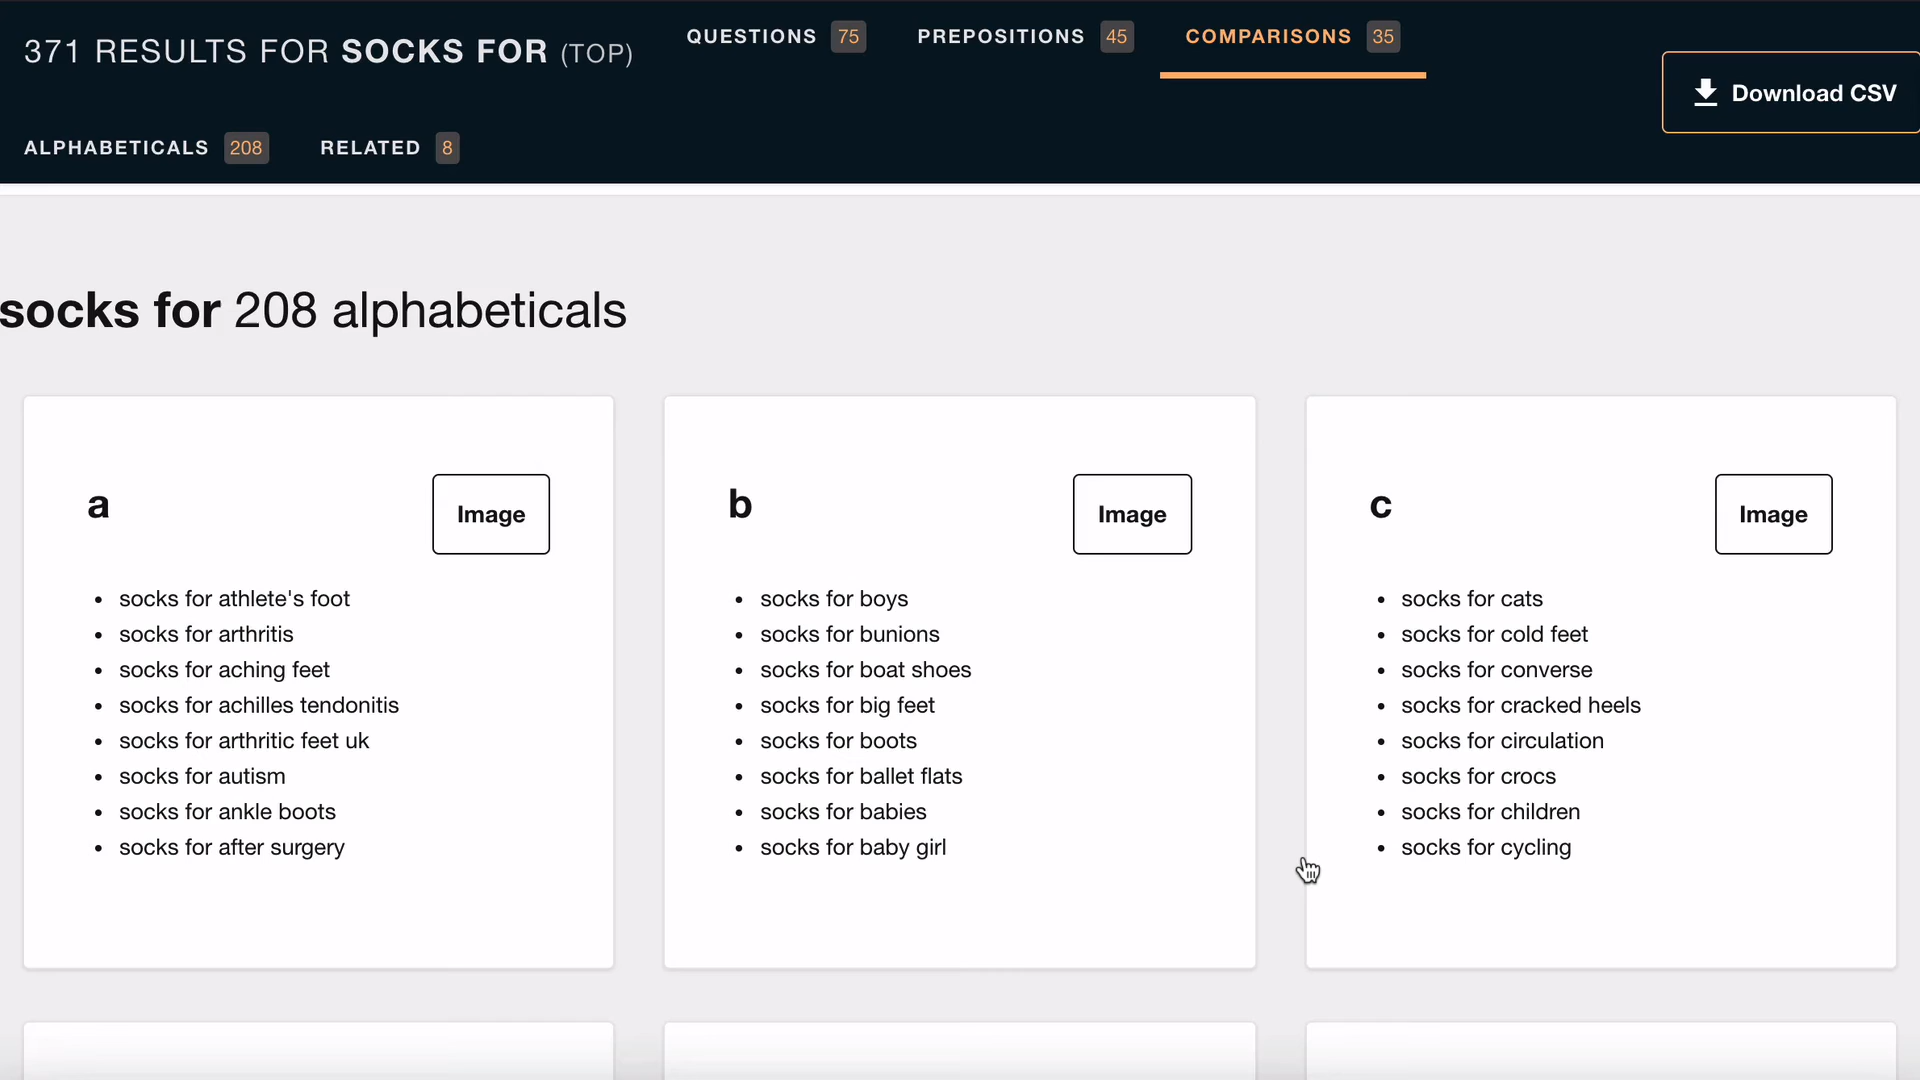 371 RESULTS FOR SOCKS FOR (TOP)
QUESTIONS 75
PREPOSITIONS 45
COMPARISONS 35
Download CSV
ALPHABETICALS 208
RELATED 8
socks for 208 alphabeticals
a
Image
socks for athlete's foot
socks for arthritis
socks for aching feet
socks for achilles tendonitis
socks for arthritic feet uk
socks for autism
socks for ankle boots
socks for after surgery
b
Image
socks for boys
socks for bunions
socks for boat shoes
socks for big feet
socks for boots
socks for ballet flats
socks for babies
socks for baby girl
c
Image
socks for cats
socks for cold feet
socks for converse
socks for cracked heels
socks for circulation
socks for crocs
socks for children
socks for cycling